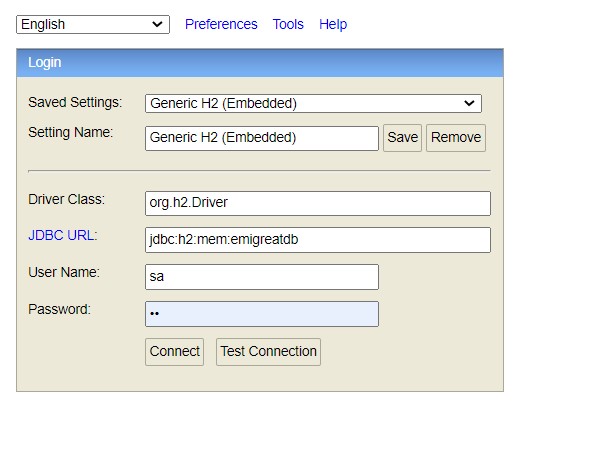 English Preferences Tools Help
Login
Saved Settings: Generic H2 (Embedded)
Setting Name: Generic H2 (Embedded) Save Remove
Driver Class: org.h2.Driver
JDBC URL: jdbc:h2:mem:emigreatdb
User Name: sa
Password: ••
Connect Test Connection